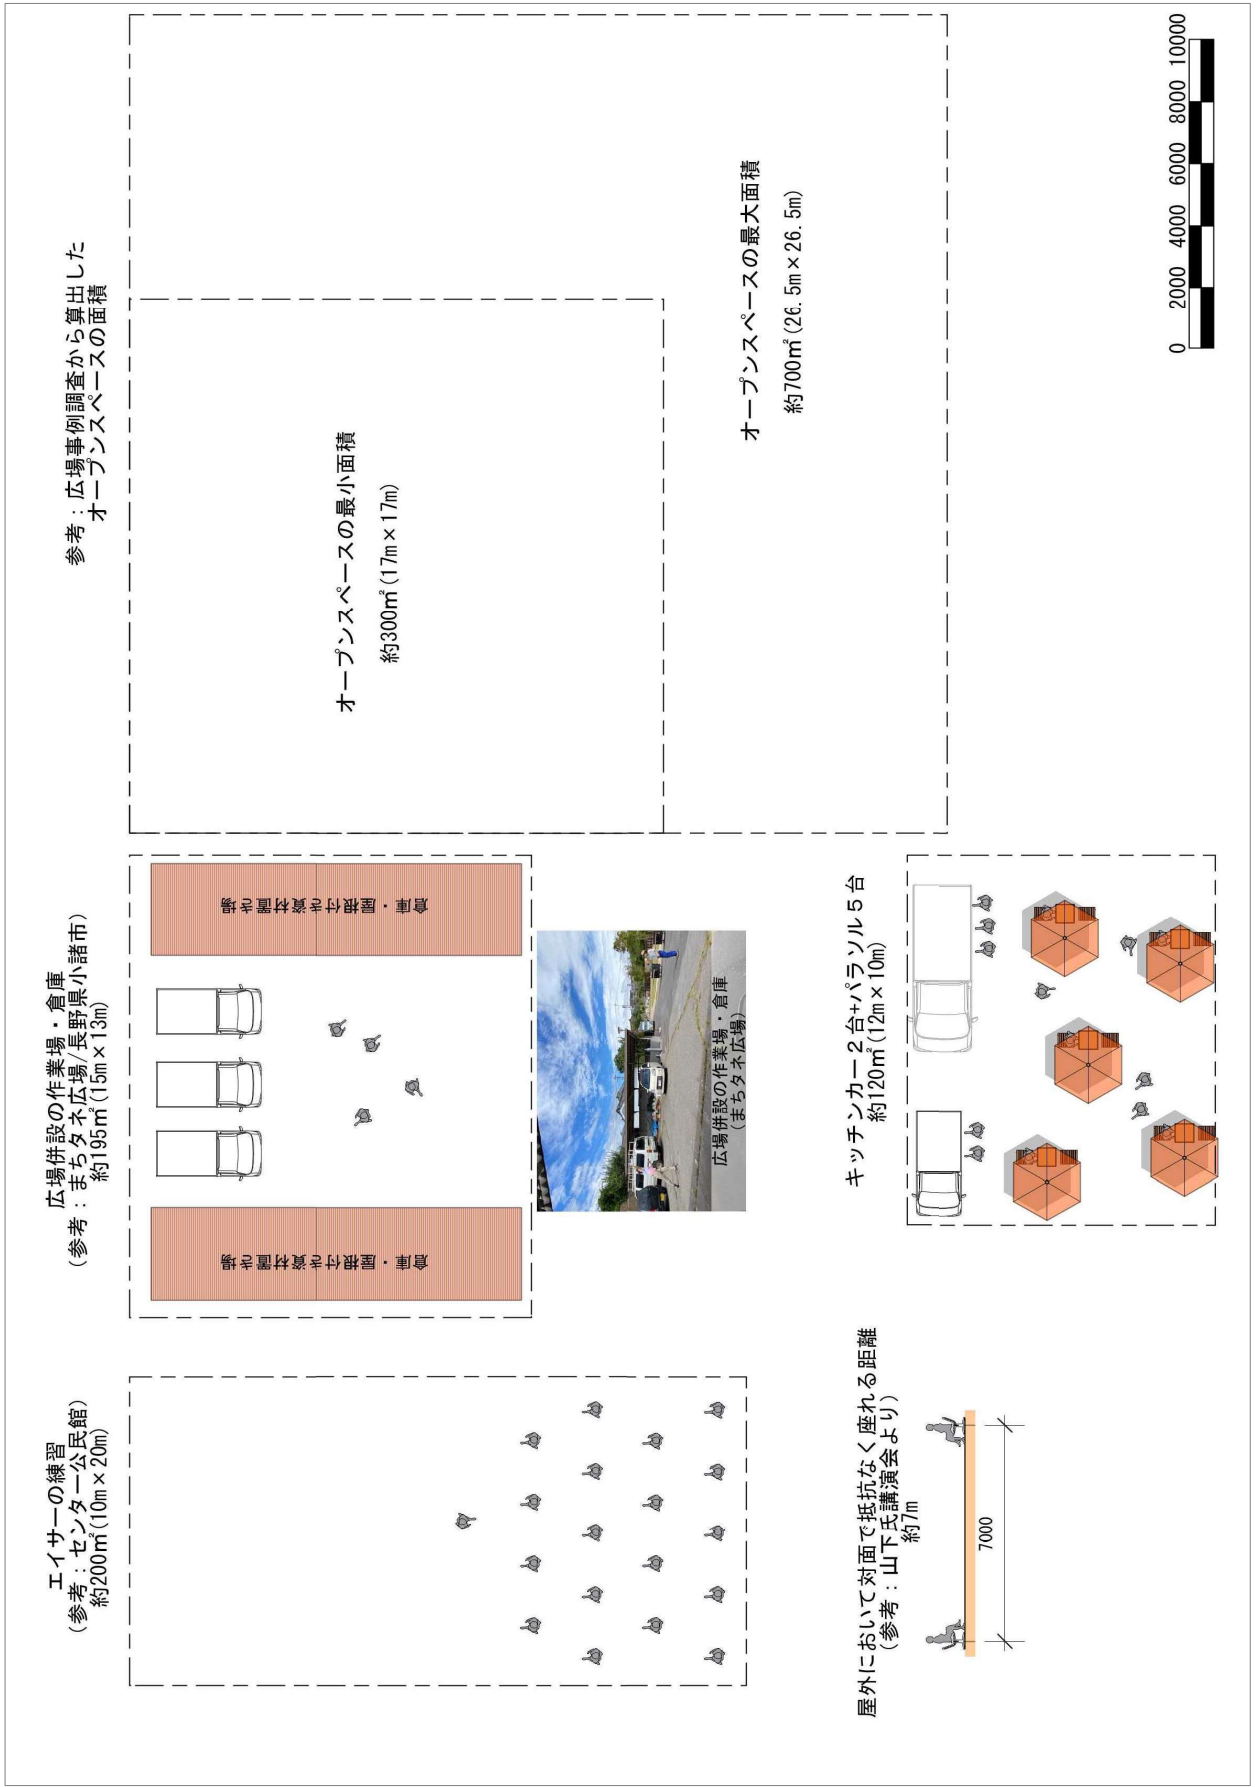 エイサーの練習
(参考：センター公民館)
約200㎡(10m×20m)
広場併設の作業場・倉庫
(参考：まちタネ広場/長野県小諸市)
約195㎡(15m×13m)
倉庫・屋根付き資材置き場
倉庫・屋根付き資材置き場
広場併設の作業場・倉庫
(まちタネ広場)
参考：広場事例調査から算出した
オープンスペースの面積
オープンスペースの最小面積
約300㎡(17m×17m)
オープンスペースの最大面積
約700㎡(26.5m×26.5m)
屋外において対面で抵抗なく座れる距離
(参考：山下氏講演会より)
約7m
7000
キッチンカー2台+パラソル5台
約120㎡(12m×10m)
0 2000 4000 6000 8000 10000